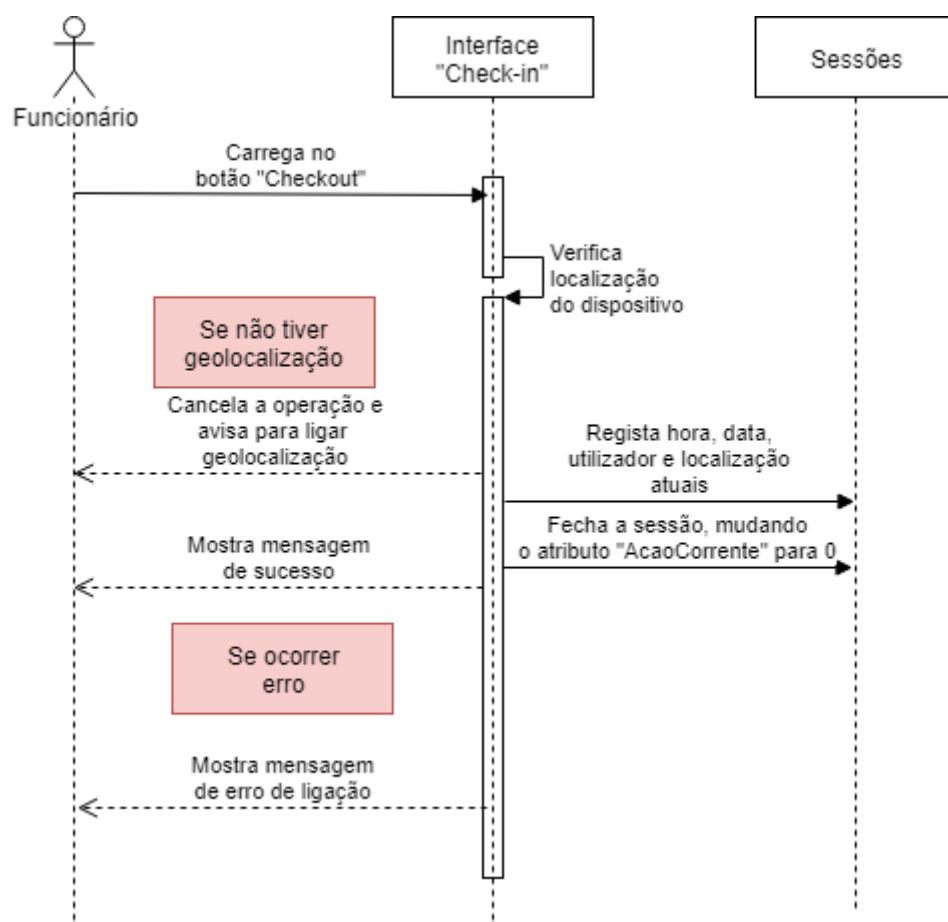 Funcionário
Interface
"Check-in"
Sessões
Carrega no
botão "Checkout"
Verifica
localização
do dispositivo
Se não tiver
geolocalização
Cancela a operação e
avisa para ligar
geolocalização
Regista hora, data,
utilizador e localização
atuais
Fecha a sessão, mudando
o atributo "AcaoCorrente" para 0
Mostra mensagem
de sucesso
Se ocorrer
erro
Mostra mensagem
de erro de ligação